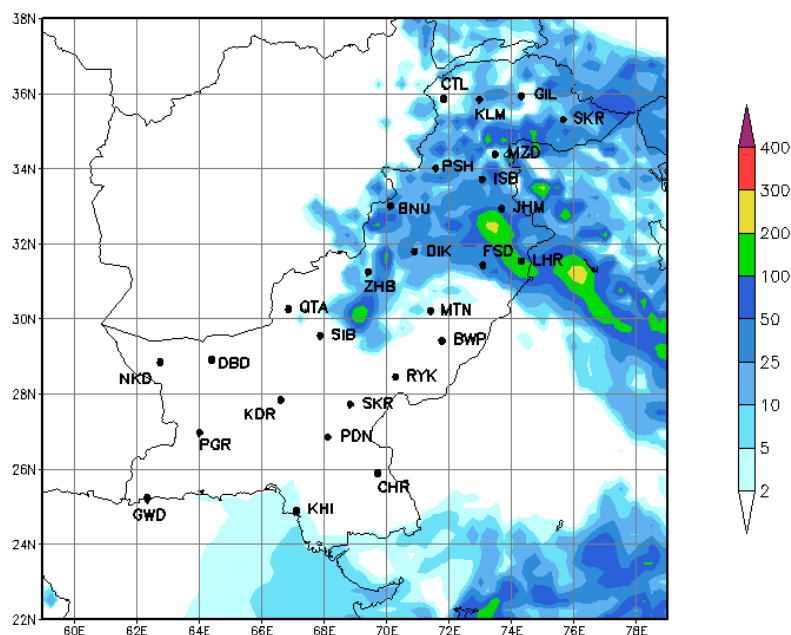 38N
36N
34N
32N
30N
28N
26N
24N
22N
60E 62E 64E 66E 68E 70E 72E 74E 76E 78E
CTL
KLM
GIL
SKR
MZD
PSH
ISB
BNU
JHM
DIK
FSD
LHR
ZHB
QTA
MTN
SIB
BWP
DBD
NKD
RYK
KDR
SKR
PGR
PDN
CHR
GWD
KHI
400
300
200
100
50
25
10
5
2